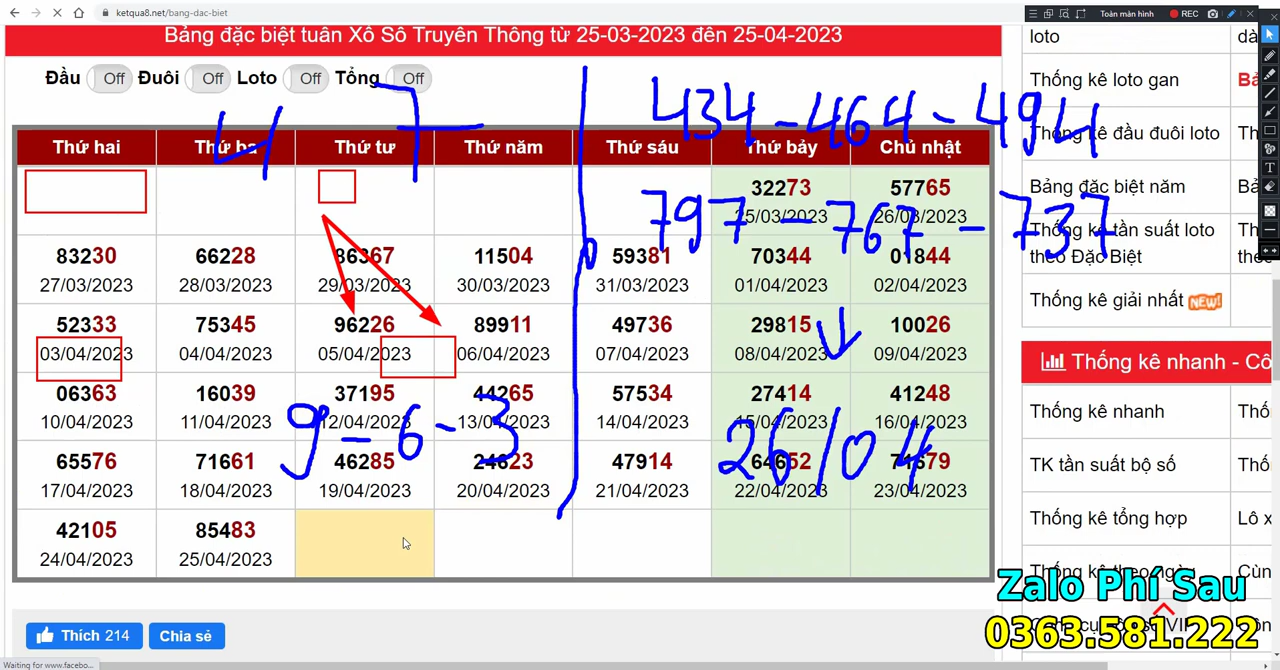 ketqua8.net/bang-dac-biet
Toàn màn hình
REC
Bảng đặc biệt tuần Xổ Số Truyền Thống từ 25-03-2023 đến 25-04-2023
Đầu Off Đuôi Off Loto Off Tổng Off
4 7
434-464-494
Thứ hai Thứ ba Thứ tư Thứ năm Thứ sáu Thứ bảy Chủ nhật
32273 57765
25/03/2023 26/03/2023
797-767-737
83230 66228 86367 11504 59381 70344 01844
27/03/2023 28/03/2023 29/03/2023 30/03/2023 31/03/2023 01/04/2023 02/04/2023
52333 75345 96226 89911 49736 29815 10026
03/04/2023 04/04/2023 05/04/2023 06/04/2023 07/04/2023 08/04/2023 09/04/2023
06363 16039 37195 44265 57534 27414 41248
10/04/2023 11/04/2023 12/04/2023 13/04/2023 14/04/2023 15/04/2023 16/04/2023
9-6-3
26/04
65576 71661 46285 24623 47914 64652 71679
17/04/2023 18/04/2023 19/04/2023 20/04/2023 21/04/2023 22/04/2023 23/04/2023
42105 85483
24/04/2023 25/04/2023
Thích 214 Chia sẻ
Waiting for www.facebo...
loto
Thống kê loto gan
Thống kê đầu đuôi loto
Bảng đặc biệt năm
Thống kê tần suất loto
theo Đặc Biệt
Thống kê giải nhất NEW!
Thống kê nhanh - Cô
Thống kê nhanh Thố
TK tần suất bộ số Thố
Thống kê tổng hợp Lô x
Thống kê theo ngày Cùn
Zalo Phí Sau
0363.581.222